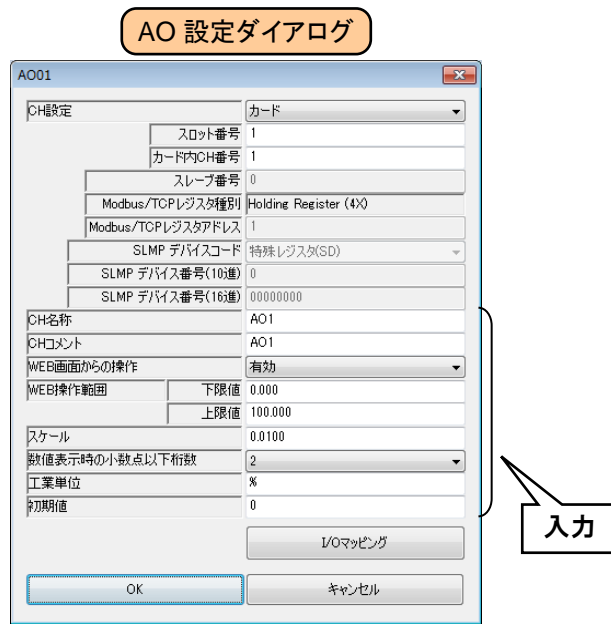 AO 設定ダイアログ
AO01
CH設定 カード
スロット番号 1
カード内CH番号 1
スレーブ番号 0
Modbus/TCPレジスタ種別 Holding Register (4X)
Modbus/TCPレジスタアドレス 1
SLMP デバイスコード 特殊レジスタ(SD)
SLMP デバイス番号(10進) 0
SLMP デバイス番号(16進) 00000000
CH名称 AO1
CHコメント AO1
WEB画面からの操作 有効
WEB操作範囲 下限値 0.000
上限値 100.000
スケール 0.0100
数値表示時の小数点以下桁数 2
工業単位 %
初期値 0
入力
I/Oマッピング
OK キャンセル